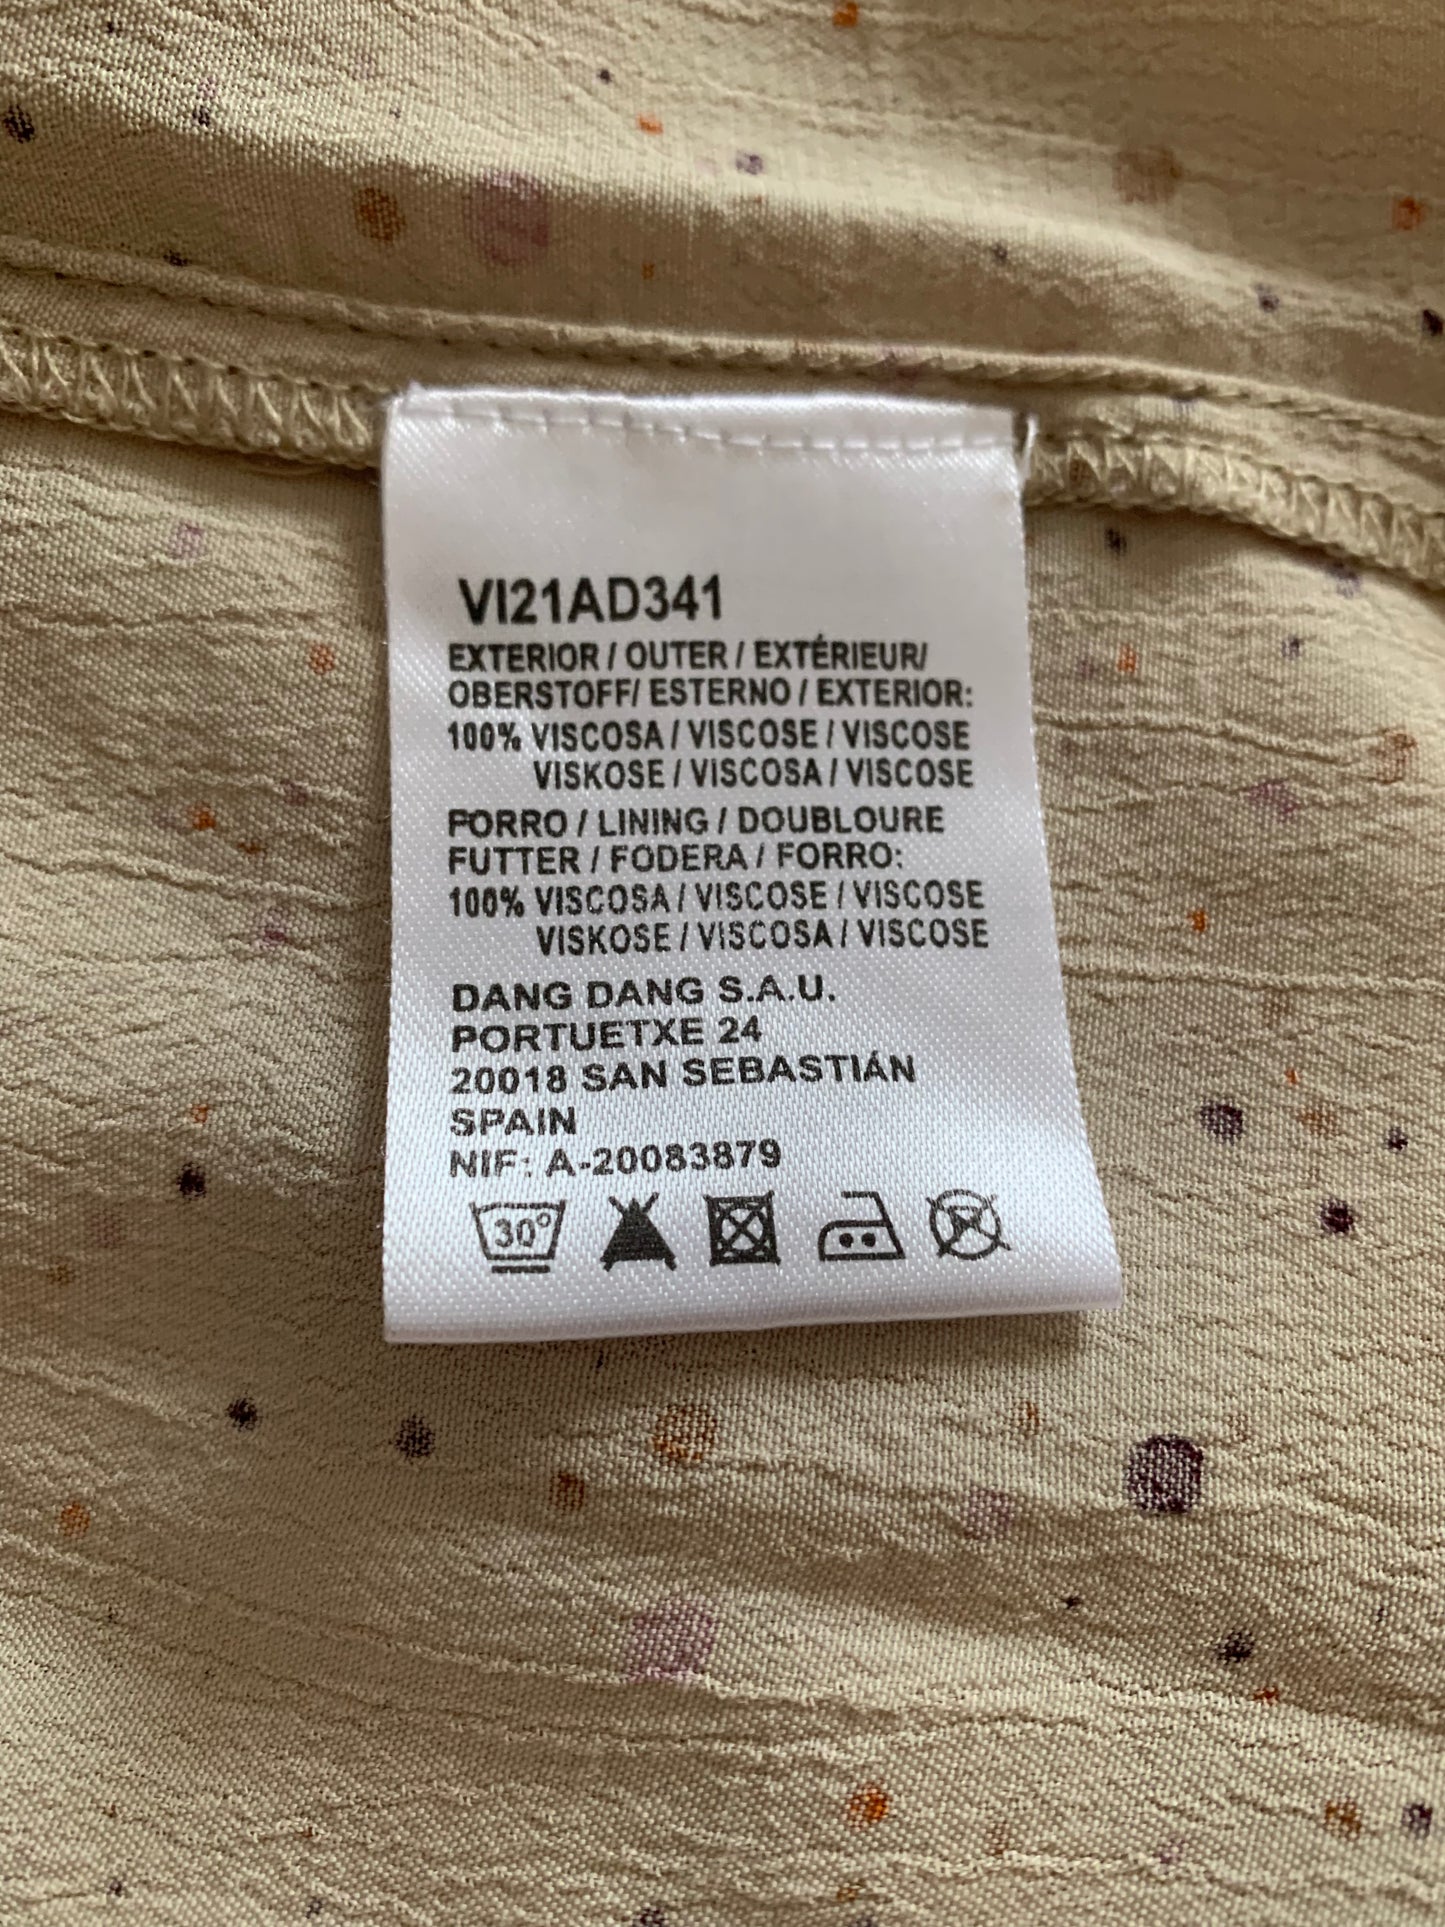 VI21AD341
EXTERIOR / OUTER / EXTÉRIEUR/
OBERSTOFF/ ESTERNO / EXTERIOR:
100% VISCOSA / VISCOSE / VISCOSE
VISKOSE / VISCOSA / VISCOSE
FORRO / LINING / DOUBLOURE
FUTTER / FODERA / FORRO:
100% VISCOSA / VISCOSE / VISCOSE
VISKOSE / VISCOSA / VISCOSE
DANG DANG S.A.U.
PORTUETXE 24
20018 SAN SEBASTIÁN
SPAIN
NIF: A-20083879
30° P